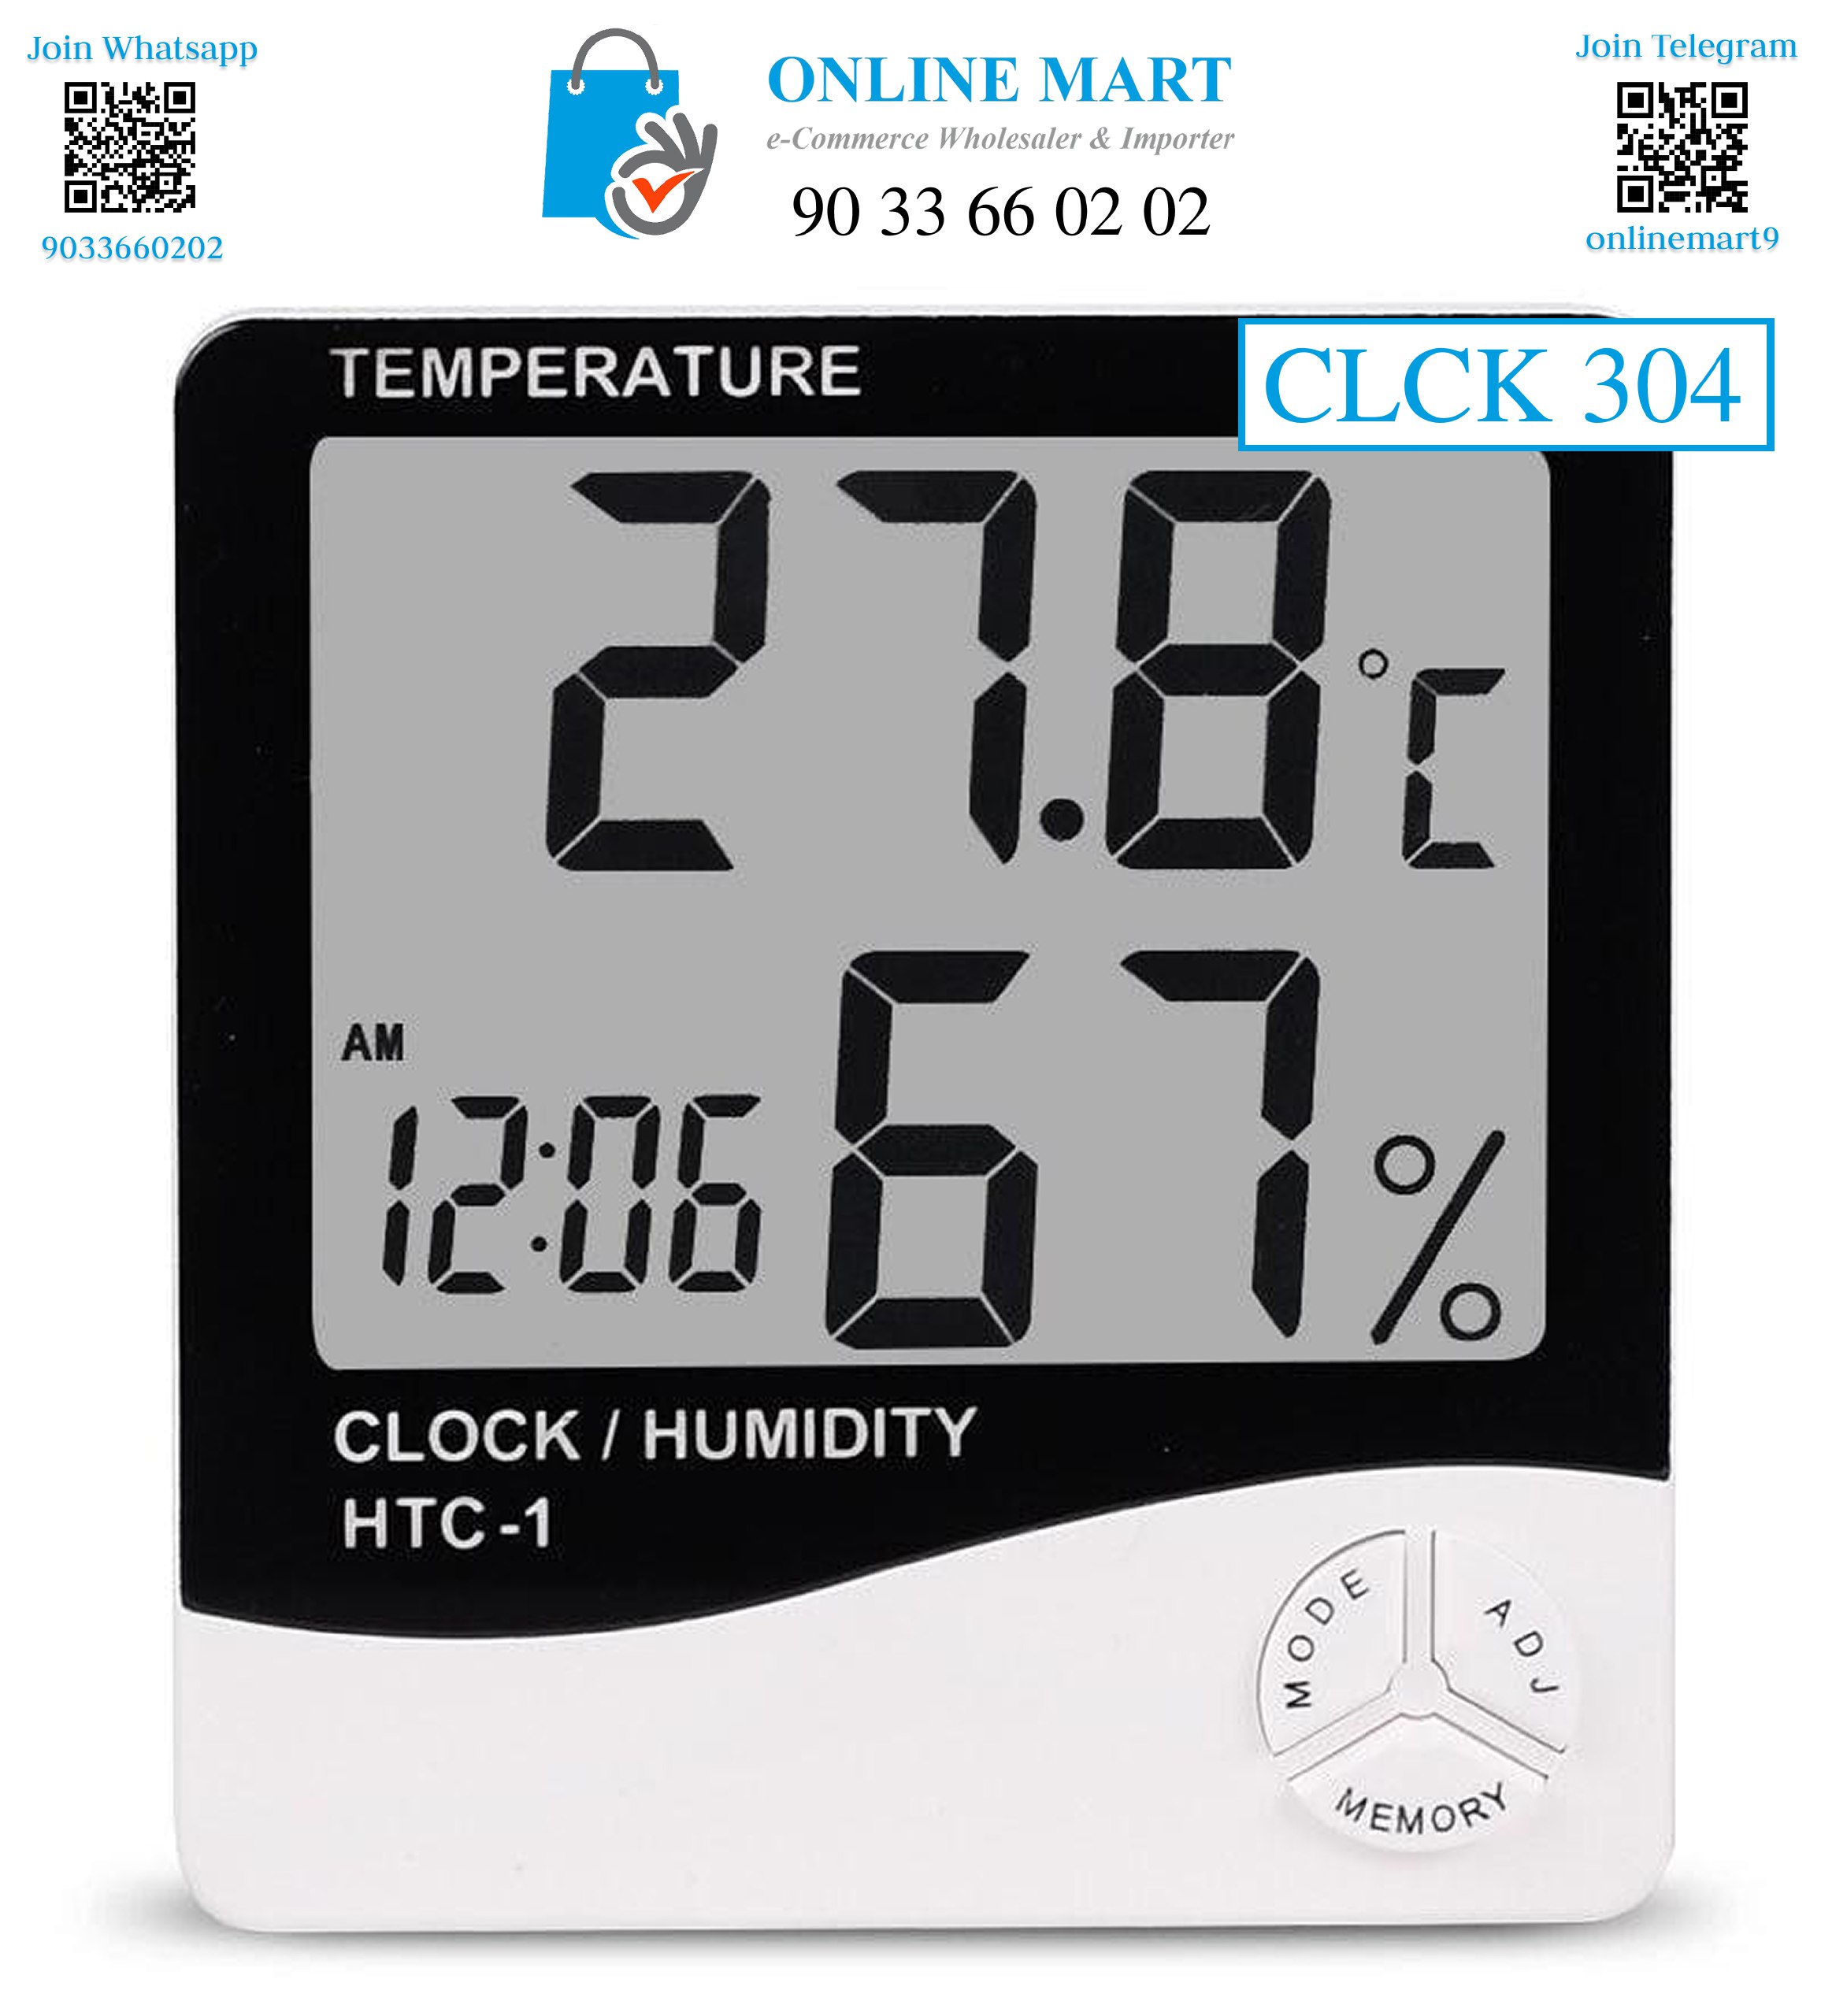 Join Whatsapp
9033660202
ONLINE MART
e-Commerce Wholesaler & Importer
90 33 66 02 02
Join Telegram
onlinemart9
CLCK 304
TEMPERATURE
27.8 °C
AM
12:06 67 %
CLOCK / HUMIDITY
HTC-1
MODE
ADJ
MEMORY